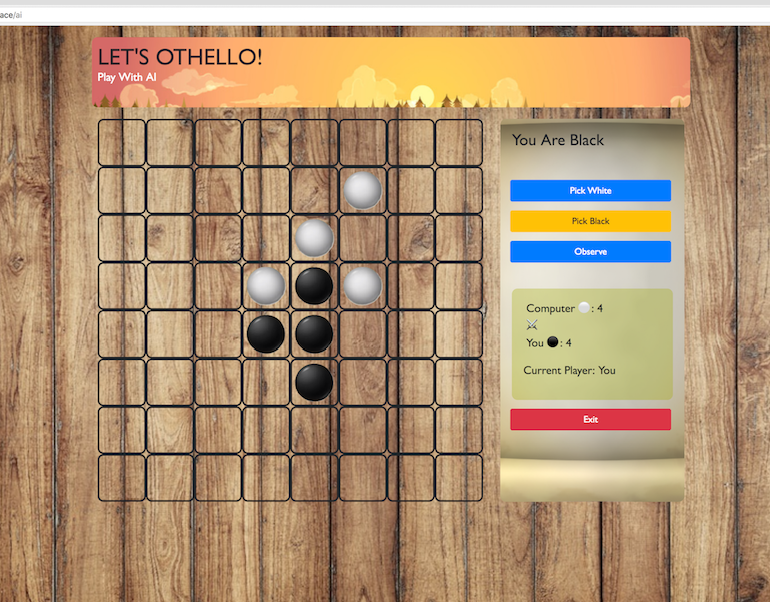 ace/ai
LET'S OTHELLO!
Play With AI
You Are Black
Pick White
Pick Black
Observe
Computer : 4
You : 4
Current Player: You
Exit